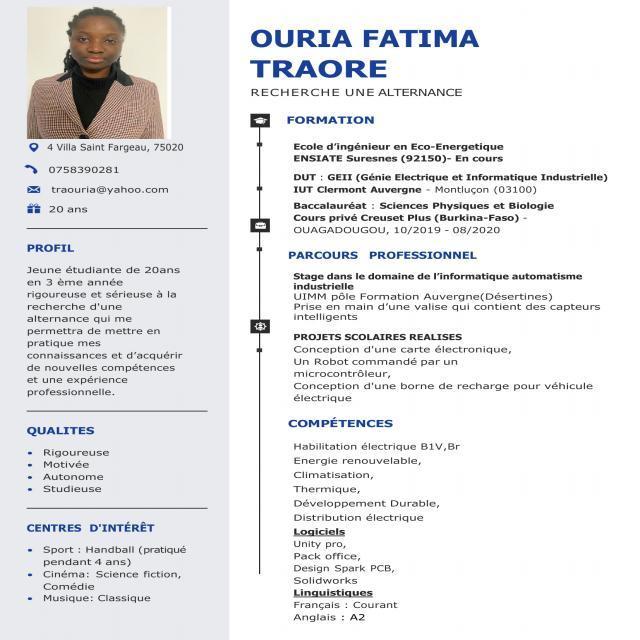 OURIA FATIMA
TRAORE
RECHERCHE UNE ALTERNANCE
4 Villa Saint Fargeau, 75020
0758390281
traouria@yahoo.com
20 ans
PROFIL
Jeune étudiante de 20ans
en 3 ème année
rigoureuse et sérieuse à la
recherche d'une
alternance qui me
permettra de mettre en
pratique mes
connaissances et d'acquérir
de nouvelles compétences
et une expérience
professionnelle.
QUALITES
• Rigoureuse
• Motivée
• Autonome
• Studieuse
CENTRES D'INTÉRÊT
• Sport : Handball (pratiqué
pendant 4 ans)
• Cinéma: Science fiction,
Comédie
• Musique: Classique
FORMATION
Ecole d'ingénieur en Eco-Energetique
ENSIATE Suresnes (92150)- En cours
DUT : GEII (Génie Electrique et Informatique Industrielle)
IUT Clermont Auvergne - Montluçon (03100)
Baccalauréat : Sciences Physiques et Biologie
Cours privé Creuset Plus (Burkina-Faso) -
OUAGADOUGOU, 10/2019 - 08/2020
PARCOURS PROFESSIONNEL
Stage dans le domaine de l'informatique automatisme
industrielle
UIMM pôle Formation Auvergne(Désertines)
Prise en main d'une valise qui contient des capteurs
intelligents
PROJETS SCOLAIRES REALISES
Conception d'une carte électronique,
Un Robot commandé par un
microcontrôleur,
Conception d'une borne de recharge pour véhicule
électrique
COMPÉTENCES
Habilitation électrique B1V,Br
Energie renouvelable,
Climatisation,
Thermique,
Développement Durable,
Distribution électrique
Logiciels
Unity pro,
Pack office,
Design Spark PCB,
Solidworks
Linguistiques
Français : Courant
Anglais : A2